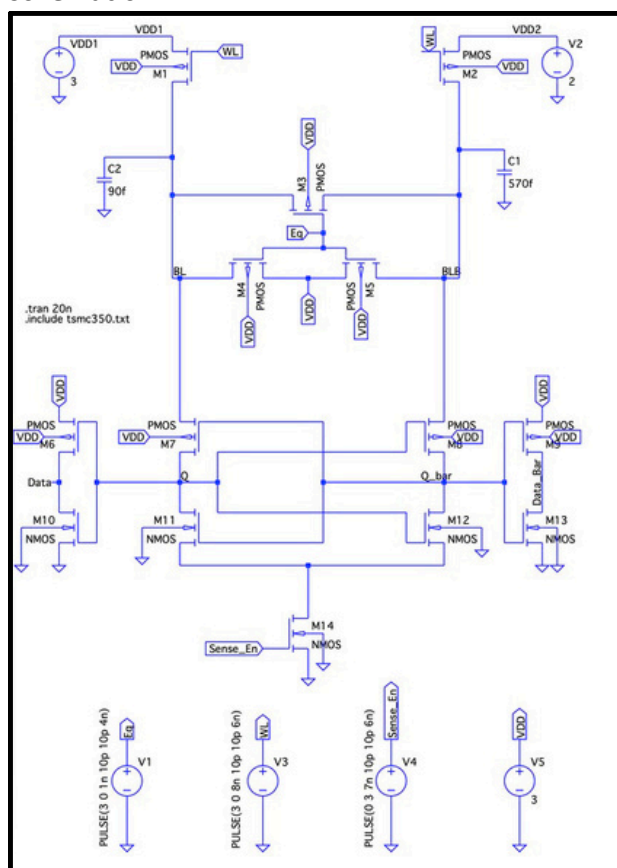 VDD1
VDD2
VDD1
3
PMOS
VDD
M1
WL
WL
PMOS
VDD
M2
V2
2
C2
90f
VDD
M3
PMOS
C1
570f
Eq
BL
BLB
M4
PMOS
VDD
VDD
M5
PMOS
VDD
.tran 20n
.include tsmc350.txt
VDD
VDD
PMOS
VDD
M6
PMOS
VDD
M7
PMOS
VDD
M8
PMOS
VDD
Data
Q
Q_bar
Data_Bar
M10
NMOS
M11
NMOS
M12
NMOS
M13
NMOS
Sense_En
M14
NMOS
Eq
WL
Sense_En
VDD
V1
V3
V4
V5
3
PULSE(3 0 1n 10p 10p 4n)
PULSE(3 0 8n 10p 10p 6n)
PULSE(0 3 7n 10p 10p 6n)